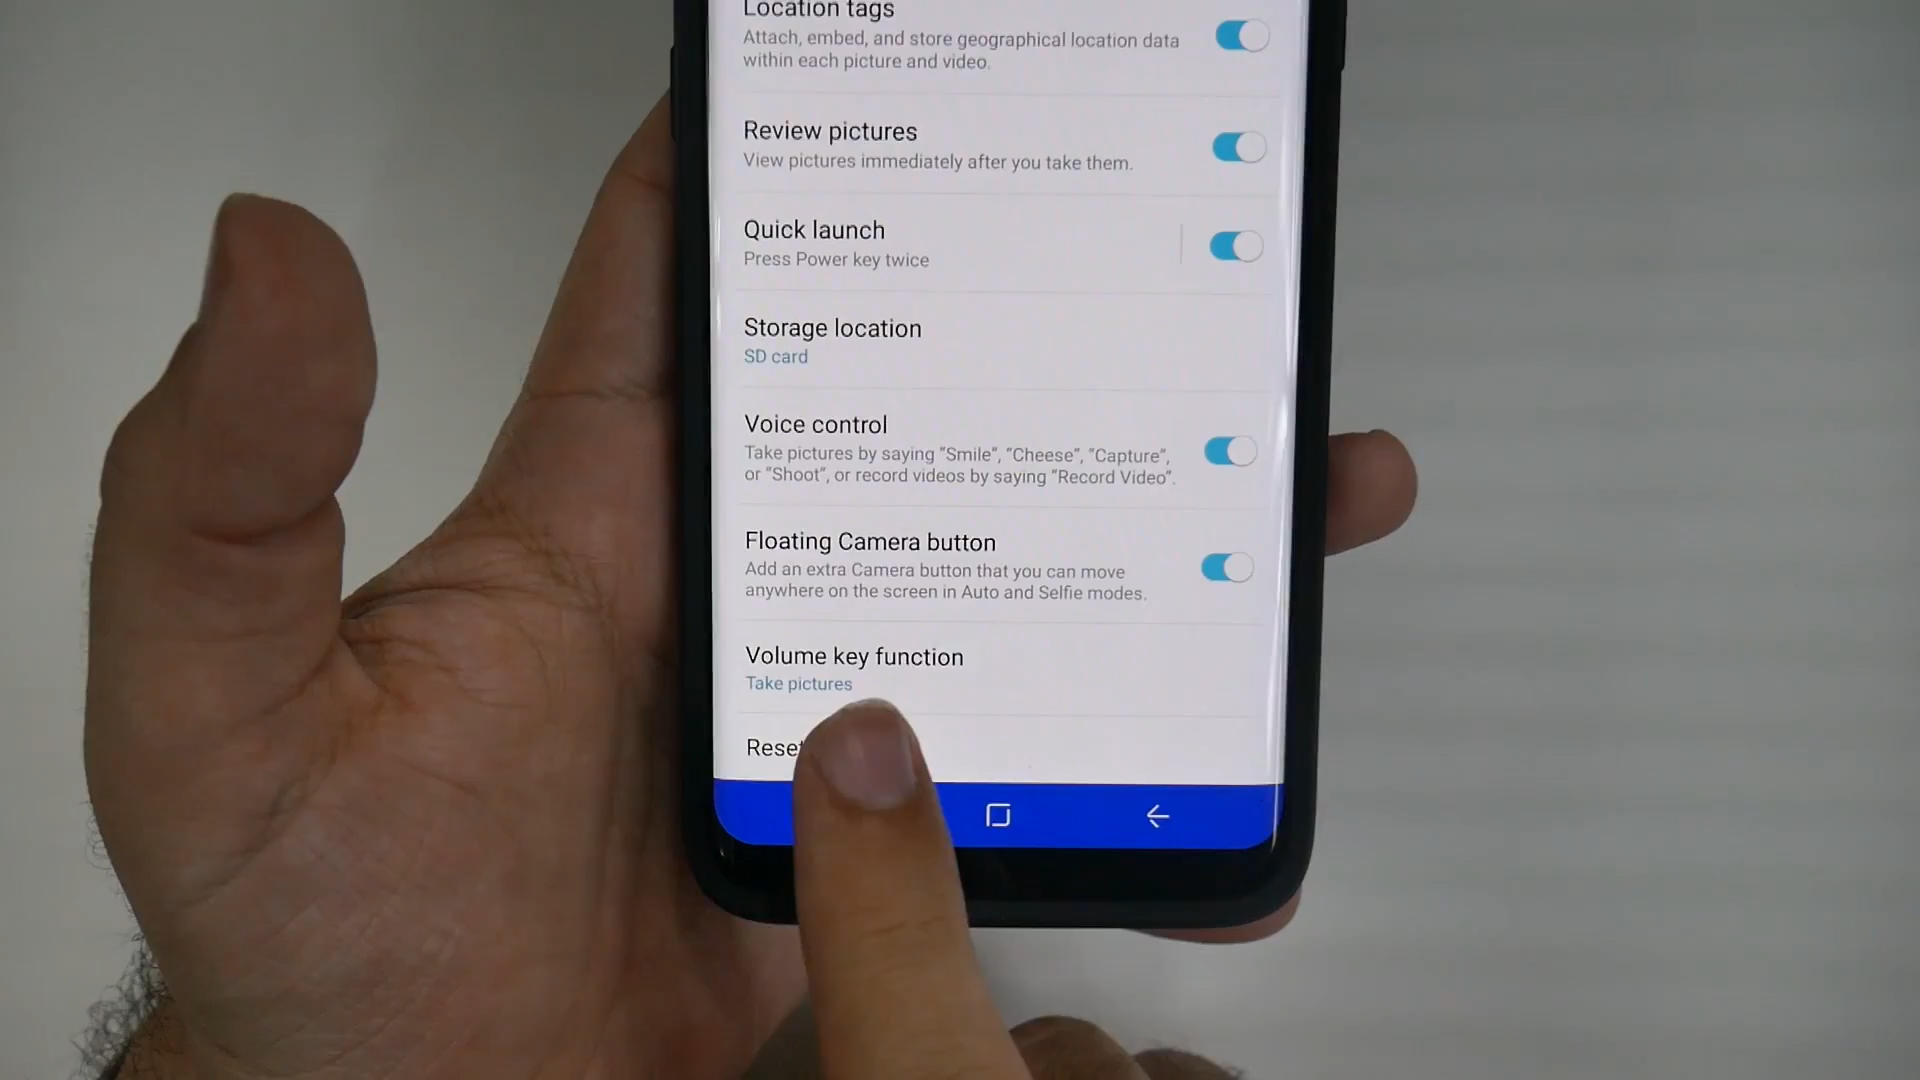 Location tags
Attach, embed, and store geographical location data
within each picture and video.
Review pictures
View pictures immediately after you take them.
Quick launch
Press Power key twice
Storage location
SD card
Voice control
Take pictures by saying “Smile”, “Cheese”, “Capture”,
or “Shoot”, or record videos by saying “Record Video”.
Floating Camera button
Add an extra Camera button that you can move
anywhere on the screen in Auto and Selfie modes.
Volume key function
Take pictures
Reset